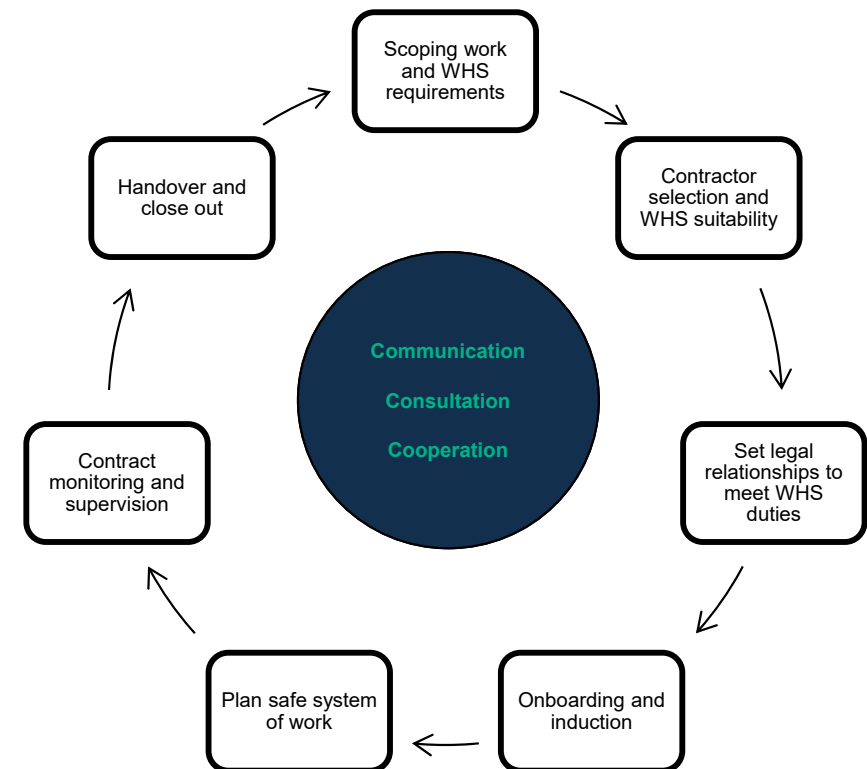 Scoping work
and WHS
requirements
Contractor
selection and
WHS suitability
Set legal
relationships to
meet WHS
duties
Onboarding and
induction
Plan safe system
of work
Contract
monitoring and
supervision
Handover and
close out
Communication
Consultation
Cooperation